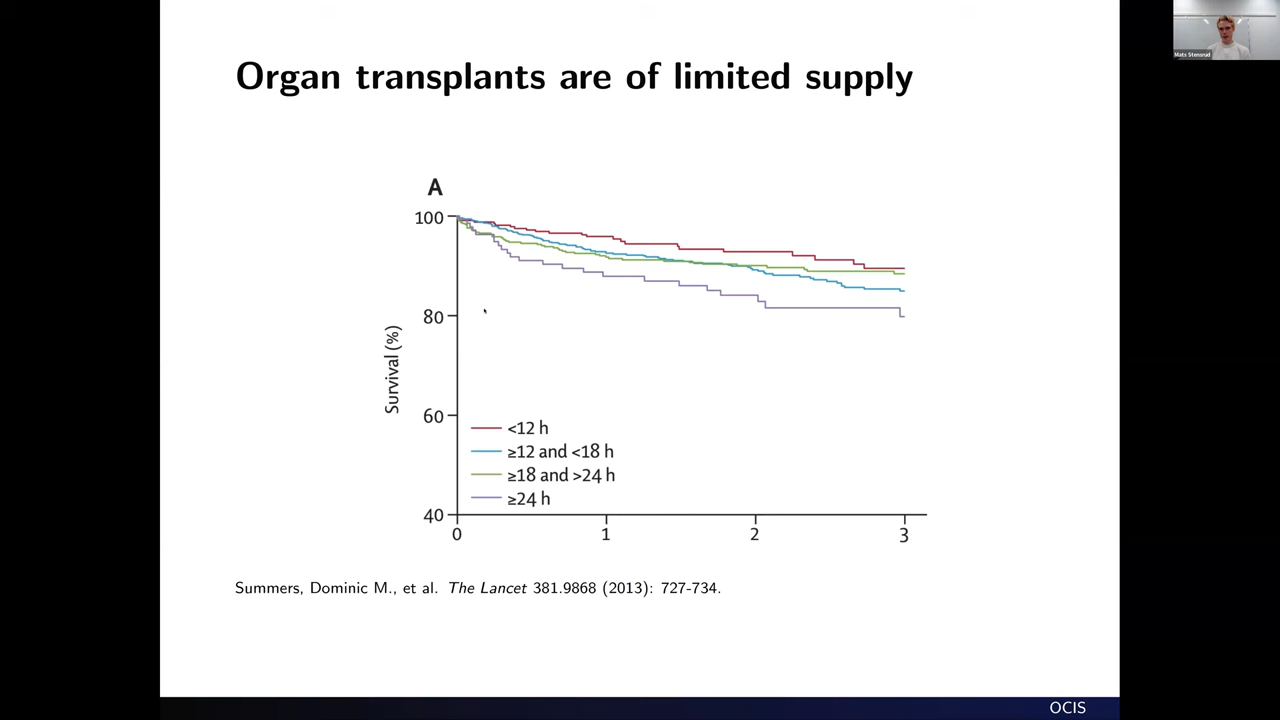 Mats Stensrud
Organ transplants are of limited supply
A
100
80
60
40
Survival (%)
<12 h
≥12 and <18 h
≥18 and >24 h
≥24 h
0 1 2 3
Summers, Dominic M., et al. The Lancet 381.9868 (2013): 727-734.
OCIS